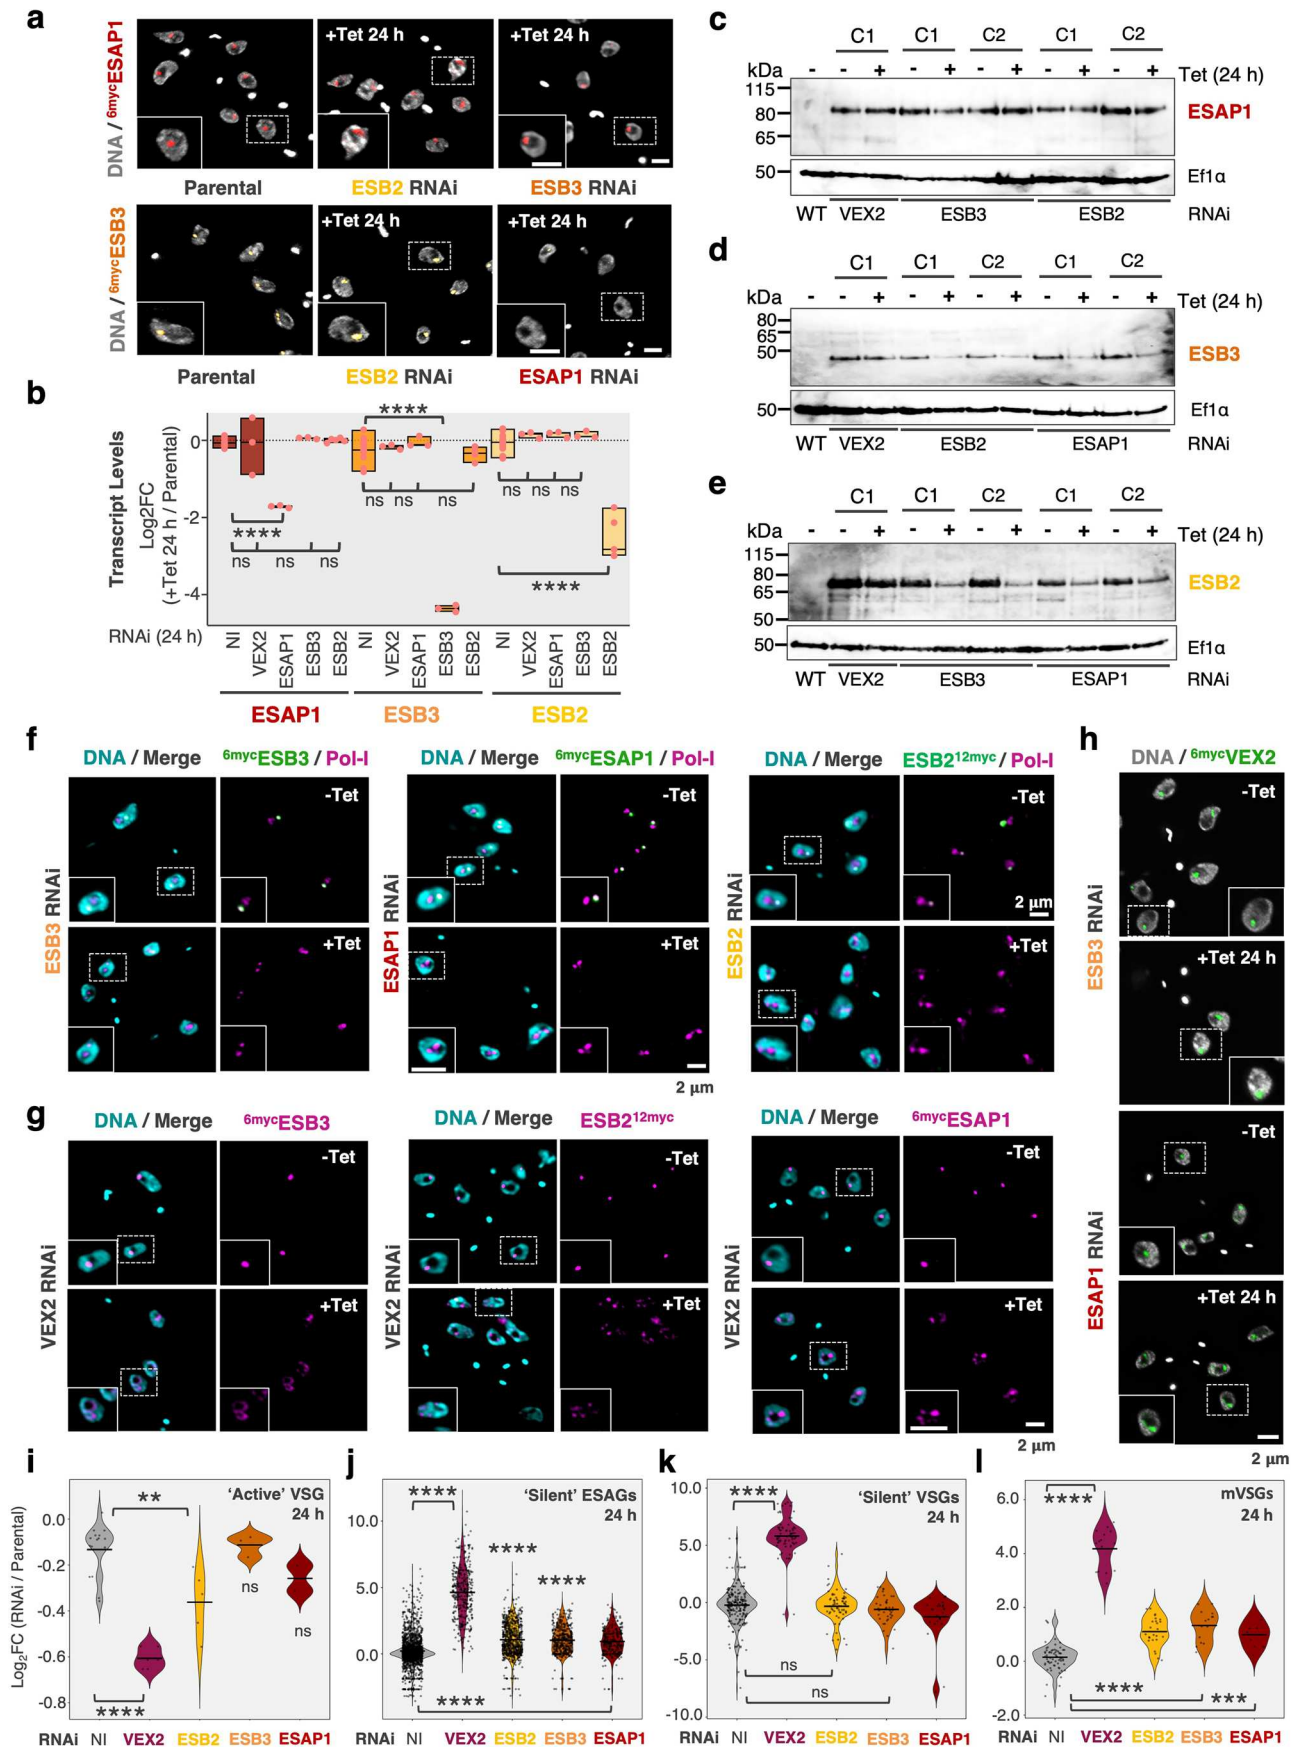 a
DNA / 6mycESAP1
+Tet 24 h
+Tet 24 h
Parental
ESB2 RNAi
ESB3 RNAi
DNA / 6mycESB3
+Tet 24 h
+Tet 24 h
Parental
ESB2 RNAi
ESAP1 RNAi
b
Transcript Levels
Log2FC
(+Tet 24 h / Parental)
0
-2
-4
****
ns
ns
ns
****
ns
ns
ns
ns
ns
ns
****
RNAi (24 h)
NI
VEX2
ESAP1
ESB3
ESB2
NI
VEX2
ESAP1
ESB3
ESB2
NI
VEX2
ESAP1
ESB3
ESB2
ESAP1
ESB3
ESB2
c
C1 C1 C2 C1 C2
kDa - - + - + - + - + - + Tet (24 h)
115
80
65
ESAP1
50
Ef1α
WT VEX2 ESB3 ESB2 RNAi
d
C1 C1 C2 C1 C2
kDa - - + - + - + - + - + Tet (24 h)
80
65
50
ESB3
50
Ef1α
WT VEX2 ESB2 ESAP1 RNAi
e
C1 C1 C2 C1 C2
kDa - - + - + - + - + - + Tet (24 h)
115
80
65
50
ESB2
50
Ef1α
WT VEX2 ESB3 ESAP1 RNAi
f
DNA / Merge
6mycESB3 / Pol-I
DNA / Merge
6mycESAP1 / Pol-I
DNA / Merge
ESB212myc / Pol-I
ESB3 RNAi
-Tet
+Tet
ESAP1 RNAi
-Tet
+Tet
2 μm
ESB2 RNAi
-Tet
2 μm
+Tet
g
DNA / Merge
6mycESB3
DNA / Merge
ESB212myc
DNA / Merge
6mycESAP1
VEX2 RNAi
-Tet
+Tet
VEX2 RNAi
-Tet
+Tet
VEX2 RNAi
-Tet
+Tet
2 μm
h
DNA / 6mycVEX2
ESB3 RNAi
-Tet
+Tet 24 h
ESAP1 RNAi
-Tet
+Tet 24 h
2 μm
i
Log2FC (RNAi / Parental)
0.0
-0.2
-0.4
-0.6
-0.8
'Active' VSG
24 h
**
ns
ns
****
RNAi NI VEX2 ESB2 ESB3 ESAP1
j
10.0
5.0
0.0
'Silent' ESAGs
24 h
****
****
****
****
NI VEX2 ESB2 ESB3 ESAP1
k
10.0
5.0
0.0
-5.0
-10.0
'Silent' VSGs
24 h
****
ns
ns
RNAi NI VEX2 ESB2 ESB3 ESAP1
l
6.0
4.0
2.0
0.0
-2.0
mVSGs
24 h
****
****
***
RNAi NI VEX2 ESB2 ESB3 ESAP1